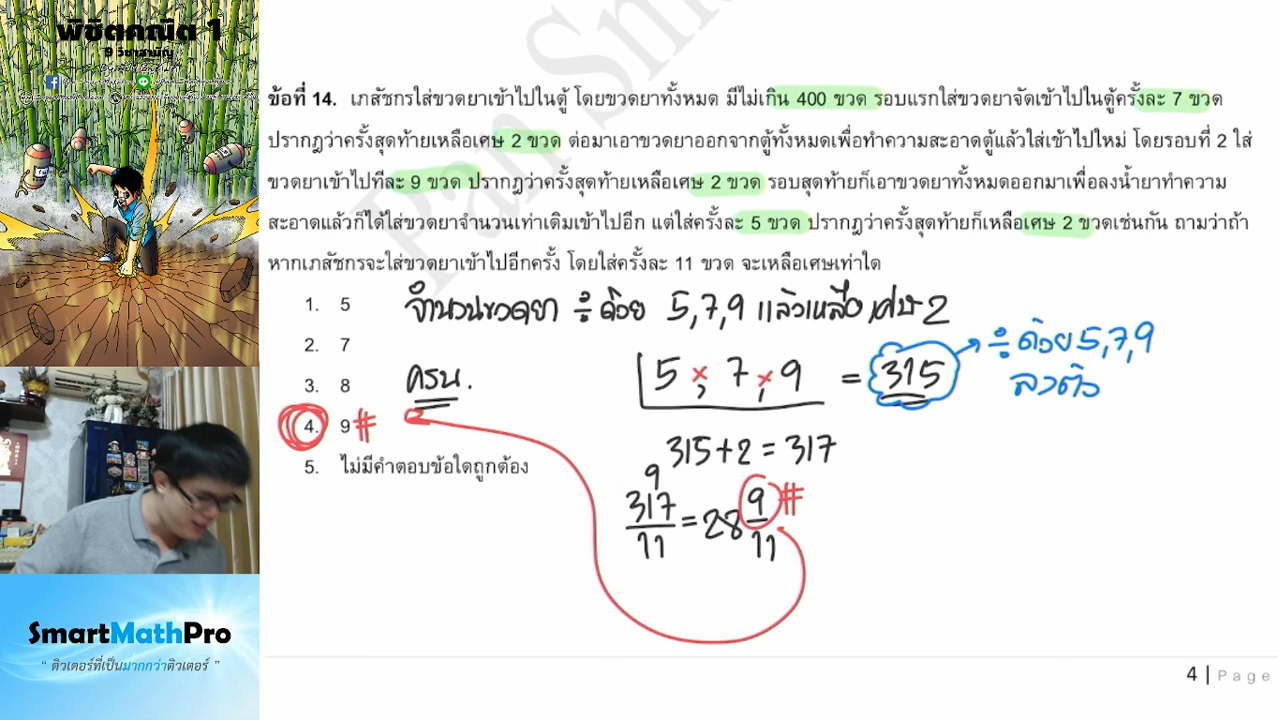 พิชิตคณิต 1
9 วิชาสามัญ
ข้อที่ 14. เภสัชกรใส่ขวดยาเข้าไปในตู้ โดยขวดยาทั้งหมด มีไม่เกิน 400 ขวด รอบแรกใส่ขวดยาจัดเข้าไปในตู้ครั้งละ 7 ขวด
ปรากฎว่าครั้งสุดท้ายเหลือเศษ 2 ขวด ต่อมาเอาขวดยาออกจากตู้ทั้งหมดเพื่อทำความสะอาดตู้แล้วใส่เข้าไปใหม่ โดยรอบที่ 2 ใส่
ขวดยาเข้าไปทีละ 9 ขวด ปรากฎว่าครั้งสุดท้ายเหลือเศษ 2 ขวด รอบสุดท้ายก็เอาขวดยาทั้งหมดออกมาเพื่อลงน้ำยาทำความ
สะอาดแล้วก็ได้ใส่ขวดยาจำนวนเท่าเดิมเข้าไปอีก แต่ใส่ครั้งละ 5 ขวด ปรากฎว่าครั้งสุดท้ายก็เหลือเศษ 2 ขวดเช่นกัน ถามว่าถ้า
หากเภสัชกรจะใส่ขวดยาเข้าไปอีกครั้ง โดยใส่ครั้งละ 11 ขวด จะเหลือเศษเท่าใด
1. 5
2. 7
3. 8
4. 9 #
5. ไม่มีคำตอบข้อใดถูกต้อง
จำนวนขวดยา ÷ ด้วย 5,7,9 แล้วเหลือเศษ 2
ครน.
5 × , 7 × , 9 = 315
÷ ด้วย 5,7,9
ลงตัว
315+2 = 317
9
317/11 = 28 9/11 #
SmartMathPro
“ ติวเตอร์ที่เป็นมากกว่าติวเตอร์ ”
4 | Page
Pan Sm